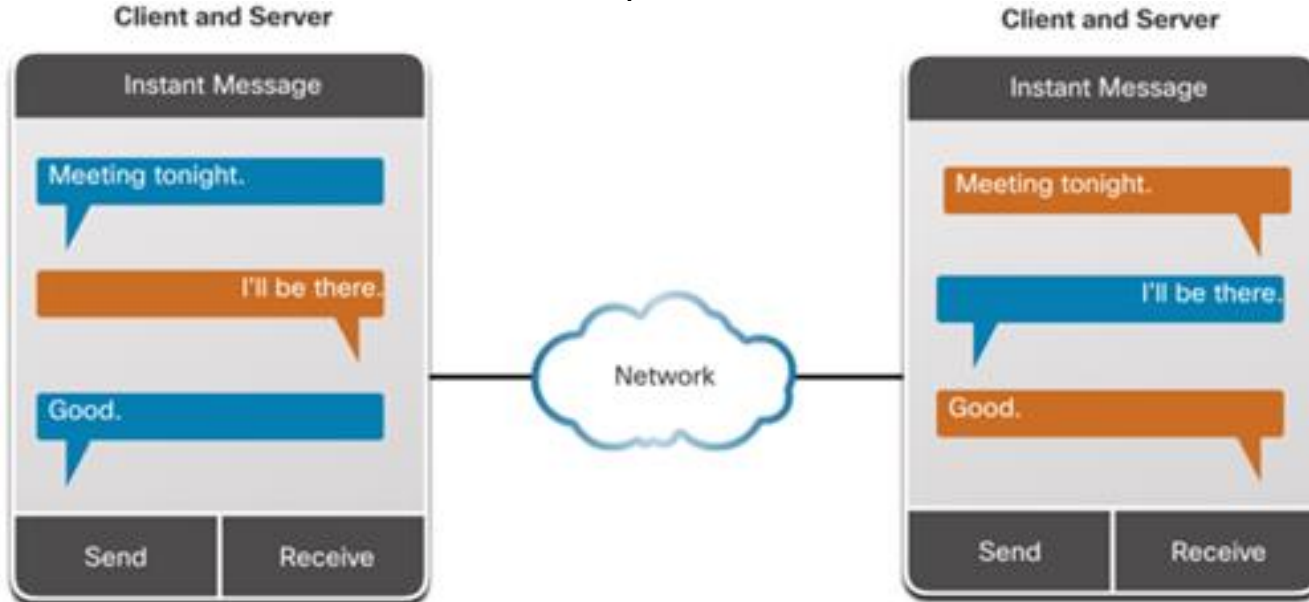 Client and Server
Instant Message
Meeting tonight.
I'll be there.
Good.
Send
Receive
Network
Client and Server
Instant Message
Meeting tonight.
I'll be there.
Good.
Send
Receive